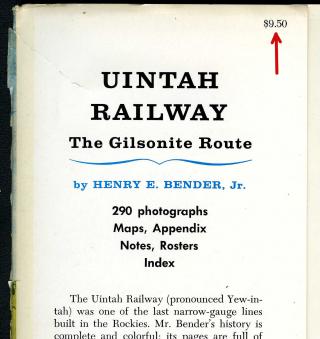 $9.50
UINTAH
RAILWAY
The Gilsonite Route
by HENRY E. BENDER, Jr.
290 photographs
Maps, Appendix
Notes, Rosters
Index
The Uintah Railway (pronounced Yew-in-
tah) was one of the last narrow-gauge lines
built in the Rockies. Mr. Bender's history is
complete and colorful; its pages are full of